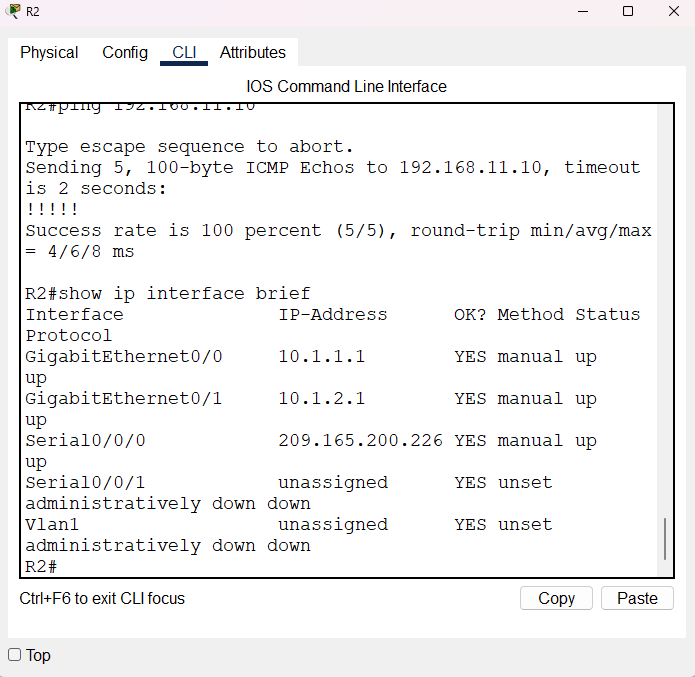 R2
Physical Config CLI Attributes
IOS Command Line Interface
R2#ping 192.168.11.10
Type escape sequence to abort.
Sending 5, 100-byte ICMP Echos to 192.168.11.10, timeout
is 2 seconds:
!!!!!
Success rate is 100 percent (5/5), round-trip min/avg/max
= 4/6/8 ms
R2#show ip interface brief
Interface IP-Address OK? Method Status
Protocol
GigabitEthernet0/0 10.1.1.1 YES manual up
up
GigabitEthernet0/1 10.1.2.1 YES manual up
up
Serial0/0/0 209.165.200.226 YES manual up
up
Serial0/0/1 unassigned YES unset
administratively down down
Vlan1 unassigned YES unset
administratively down down
R2#
Ctrl+F6 to exit CLI focus
Copy Paste
Top